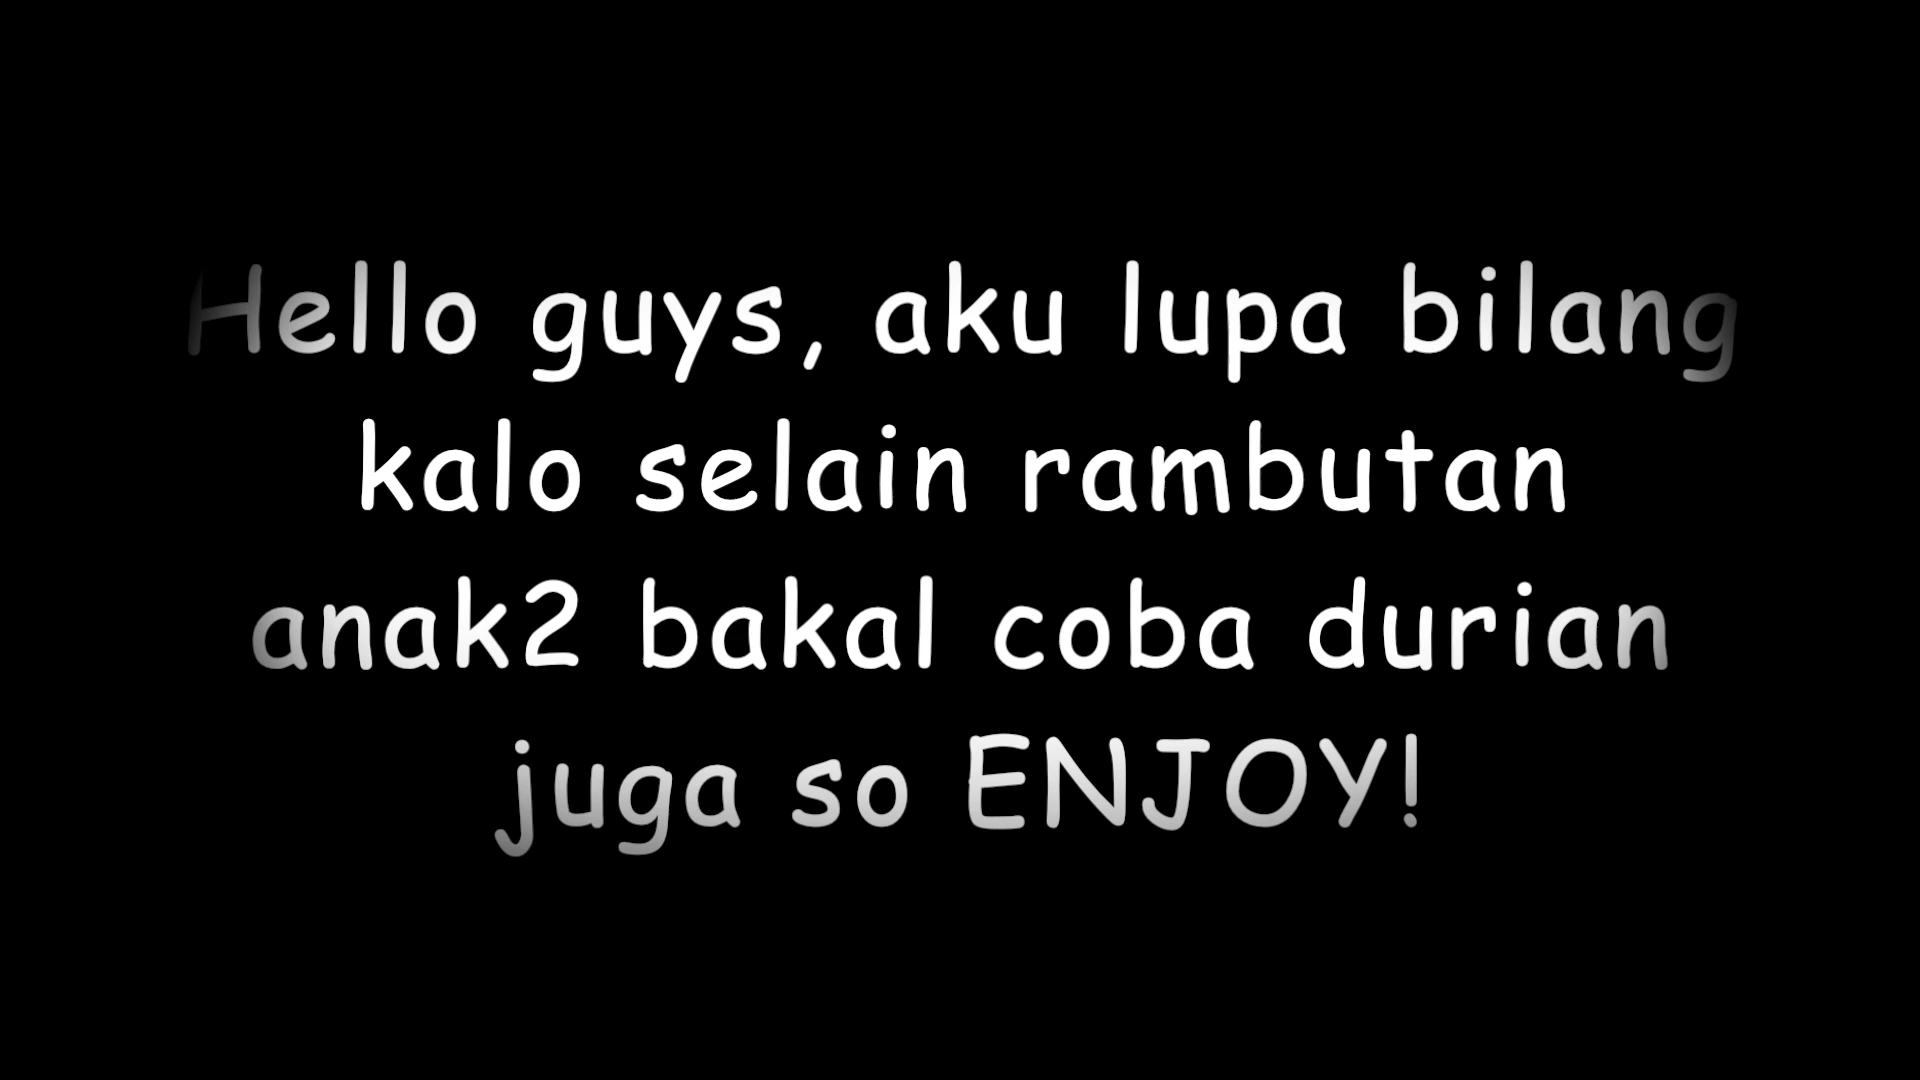 Hello guys, aku lupa bilang
kalo selain rambutan
anak2 bakal coba durian
juga so ENJOY!